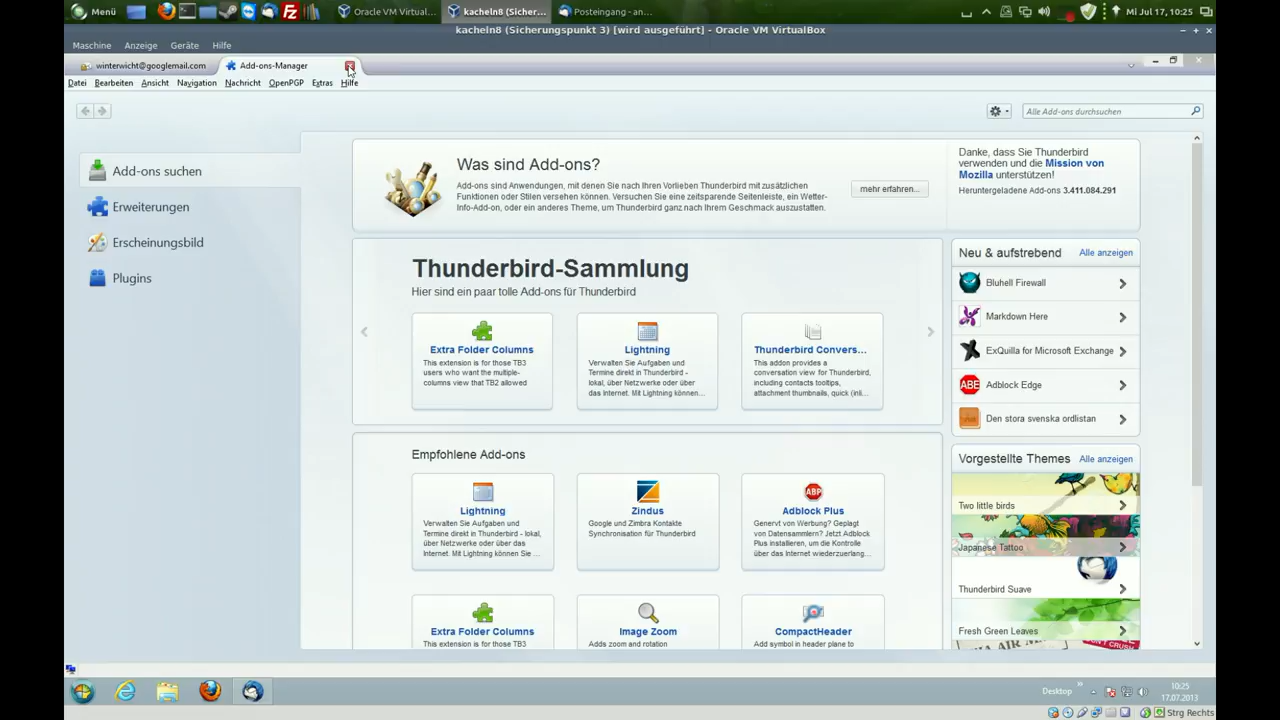 Menü
Oracle VM Virtual...
kacheln8 (Sicher...
Posteingang - an...
Mi Jul 17, 10:25
kacheln8 (Sicherungspunkt 3) [wird ausgeführt] - Oracle VM VirtualBox
Maschine Anzeige Geräte Hilfe
winterwicht@googlemail.com
Add-ons-Manager
Datei Bearbeiten Ansicht Navigation Nachricht OpenPGP Extras Hilfe
Alle Add-ons durchsuchen
Add-ons suchen
Erweiterungen
Erscheinungsbild
Plugins
Was sind Add-ons?
Add-ons sind Anwendungen, mit denen Sie nach Ihren Vorlieben Thunderbird mit zusätzlichen
Funktionen oder Stilen versehen können. Versuchen Sie eine zeitsparende Seitenleiste, ein Wetter-
Info-Add-on, oder ein anderes Theme, um Thunderbird ganz nach Ihrem Geschmack auszustatten.
mehr erfahren...
Danke, dass Sie Thunderbird
verwenden und die Mission von
Mozilla unterstützen!
Heruntergeladene Add-ons 3.411.084.291
Thunderbird-Sammlung
Hier sind ein paar tolle Add-ons für Thunderbird
Extra Folder Columns
This extension is for those TB3
users who want the multiple-
columns view that TB2 allowed
Lightning
Verwalten Sie Aufgaben und
Termine direkt in Thunderbird -
lokal, über Netzwerke oder über
das Internet. Mit Lightning können...
Thunderbird Convers...
This addon provides a
conversation view for Thunderbird,
including contacts tooltips,
attachment thumbnails, quick (inli...
Empfohlene Add-ons
Lightning
Verwalten Sie Aufgaben und
Termine direkt in Thunderbird - lokal,
über Netzwerke oder über das
Internet. Mit Lightning können Sie ...
Zindus
Google und Zimbra Kontakte
Synchronisation für Thunderbird
ABP
Adblock Plus
Genervt von Werbung? Geplagt
von Datensammlern? Jetzt Adblock
Plus installieren, um die Kontrolle
über das Internet wiederzuerlang...
Extra Folder Columns
This extension is for those TB3
Image Zoom
Adds zoom and rotation
CompactHeader
Add symbol in header plane to
Neu & aufstrebend
Alle anzeigen
Bluhell Firewall
Markdown Here
ExQuilla for Microsoft Exchange
ABE
Adblock Edge
Den stora svenska ordlistan
Vorgestellte Themes
Alle anzeigen
Two little birds
Japanese Tattoo
Thunderbird Suave
Fresh Green Leaves
Desktop
10:25
17.07.2013
Strg Rechts